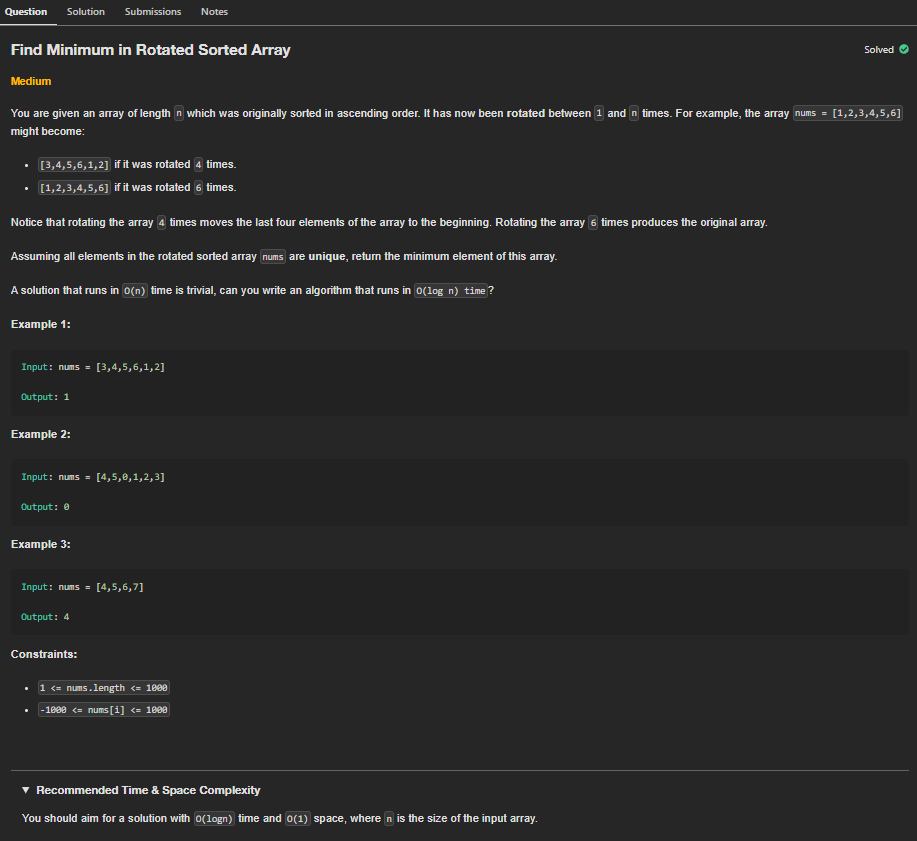 Question Solution Submissions Notes
Find Minimum in Rotated Sorted Array Solved
Medium
You are given an array of length n which was originally sorted in ascending order. It has now been rotated between 1 and n times. For example, the array nums = [1,2,3,4,5,6]
might become:
• [3,4,5,6,1,2] if it was rotated 4 times.
• [1,2,3,4,5,6] if it was rotated 6 times.
Notice that rotating the array 4 times moves the last four elements of the array to the beginning. Rotating the array 6 times produces the original array.
Assuming all elements in the rotated sorted array nums are unique, return the minimum element of this array.
A solution that runs in O(n) time is trivial, can you write an algorithm that runs in O(log n) time?
Example 1:
Input: nums = [3,4,5,6,1,2]
Output: 1
Example 2:
Input: nums = [4,5,0,1,2,3]
Output: 0
Example 3:
Input: nums = [4,5,6,7]
Output: 4
Constraints:
• 1 <= nums.length <= 1000
• -1000 <= nums[i] <= 1000
▼ Recommended Time & Space Complexity
You should aim for a solution with O(logn) time and O(1) space, where n is the size of the input array.